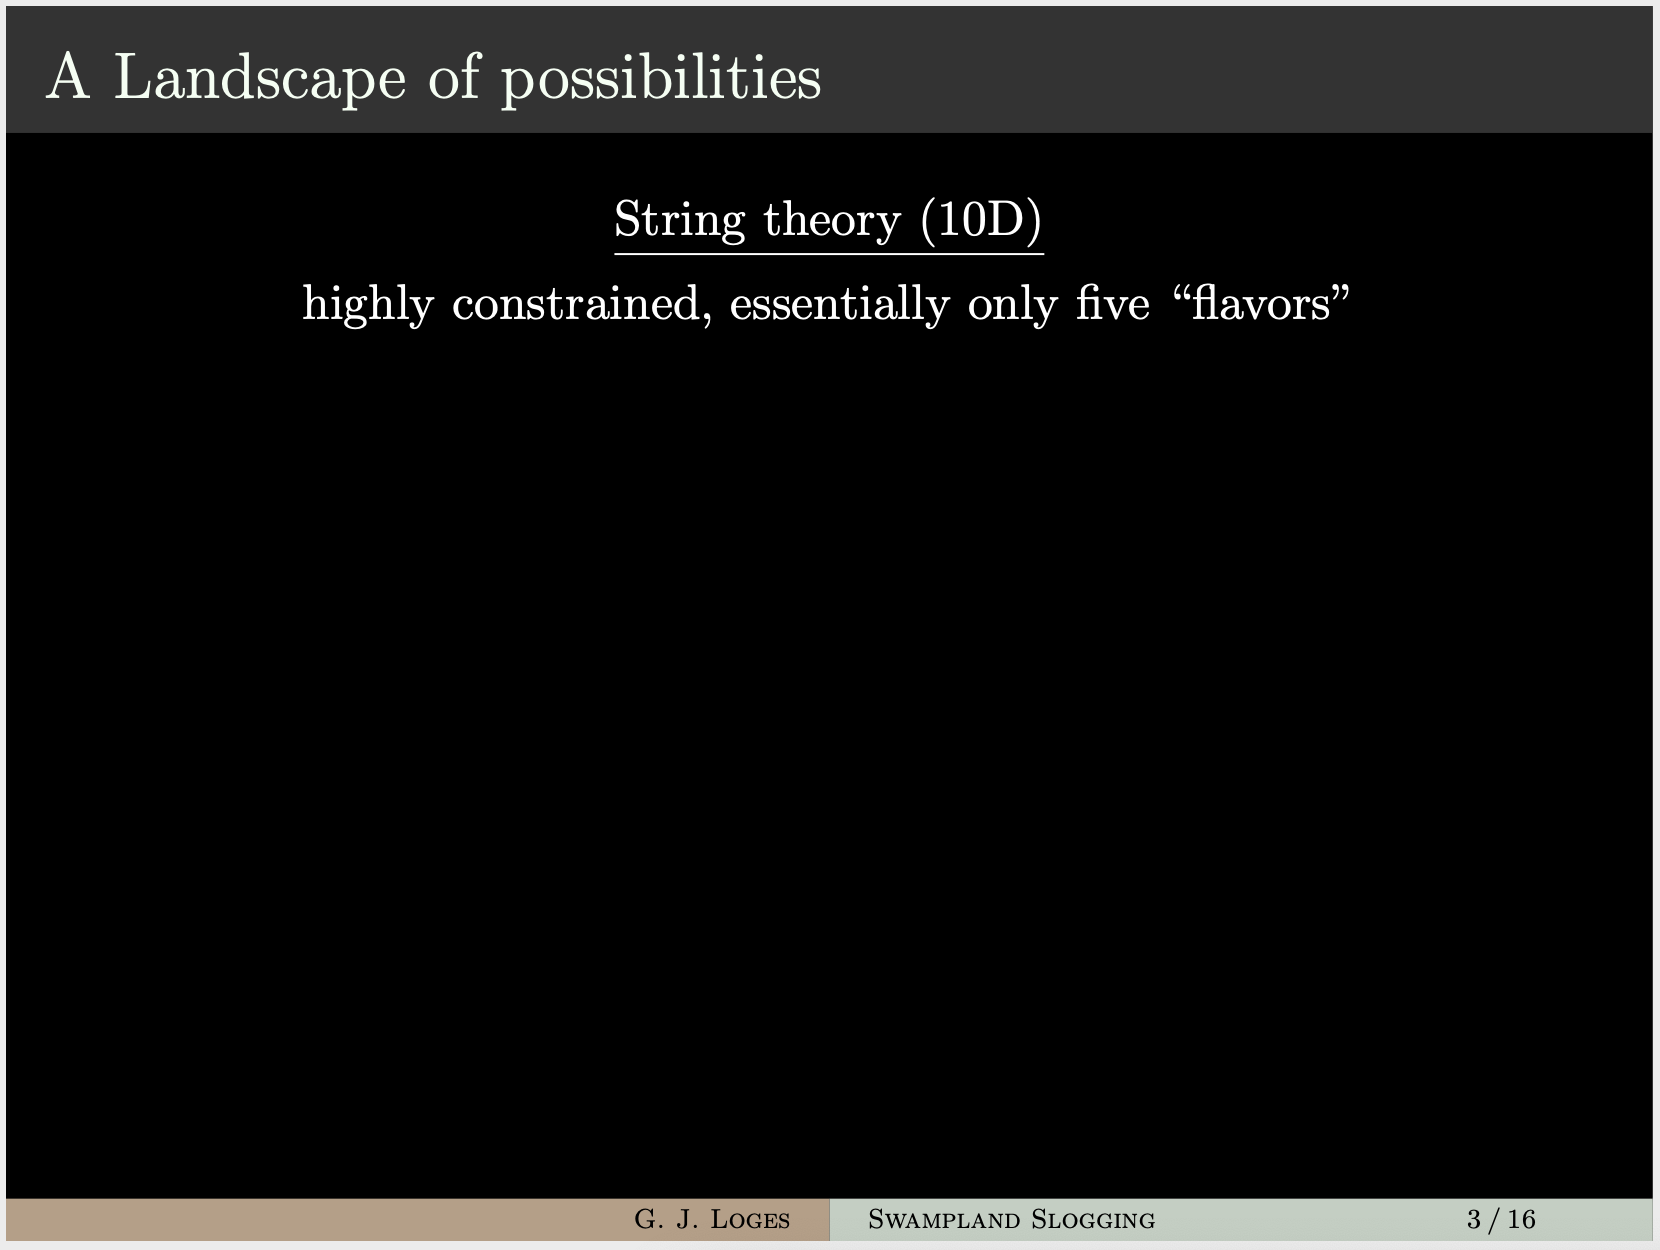 A Landscape of possibilities
String theory (10D)
highly constrained, essentially only five “flavors”
G. J. Loges Swampland Slogging 3 / 16